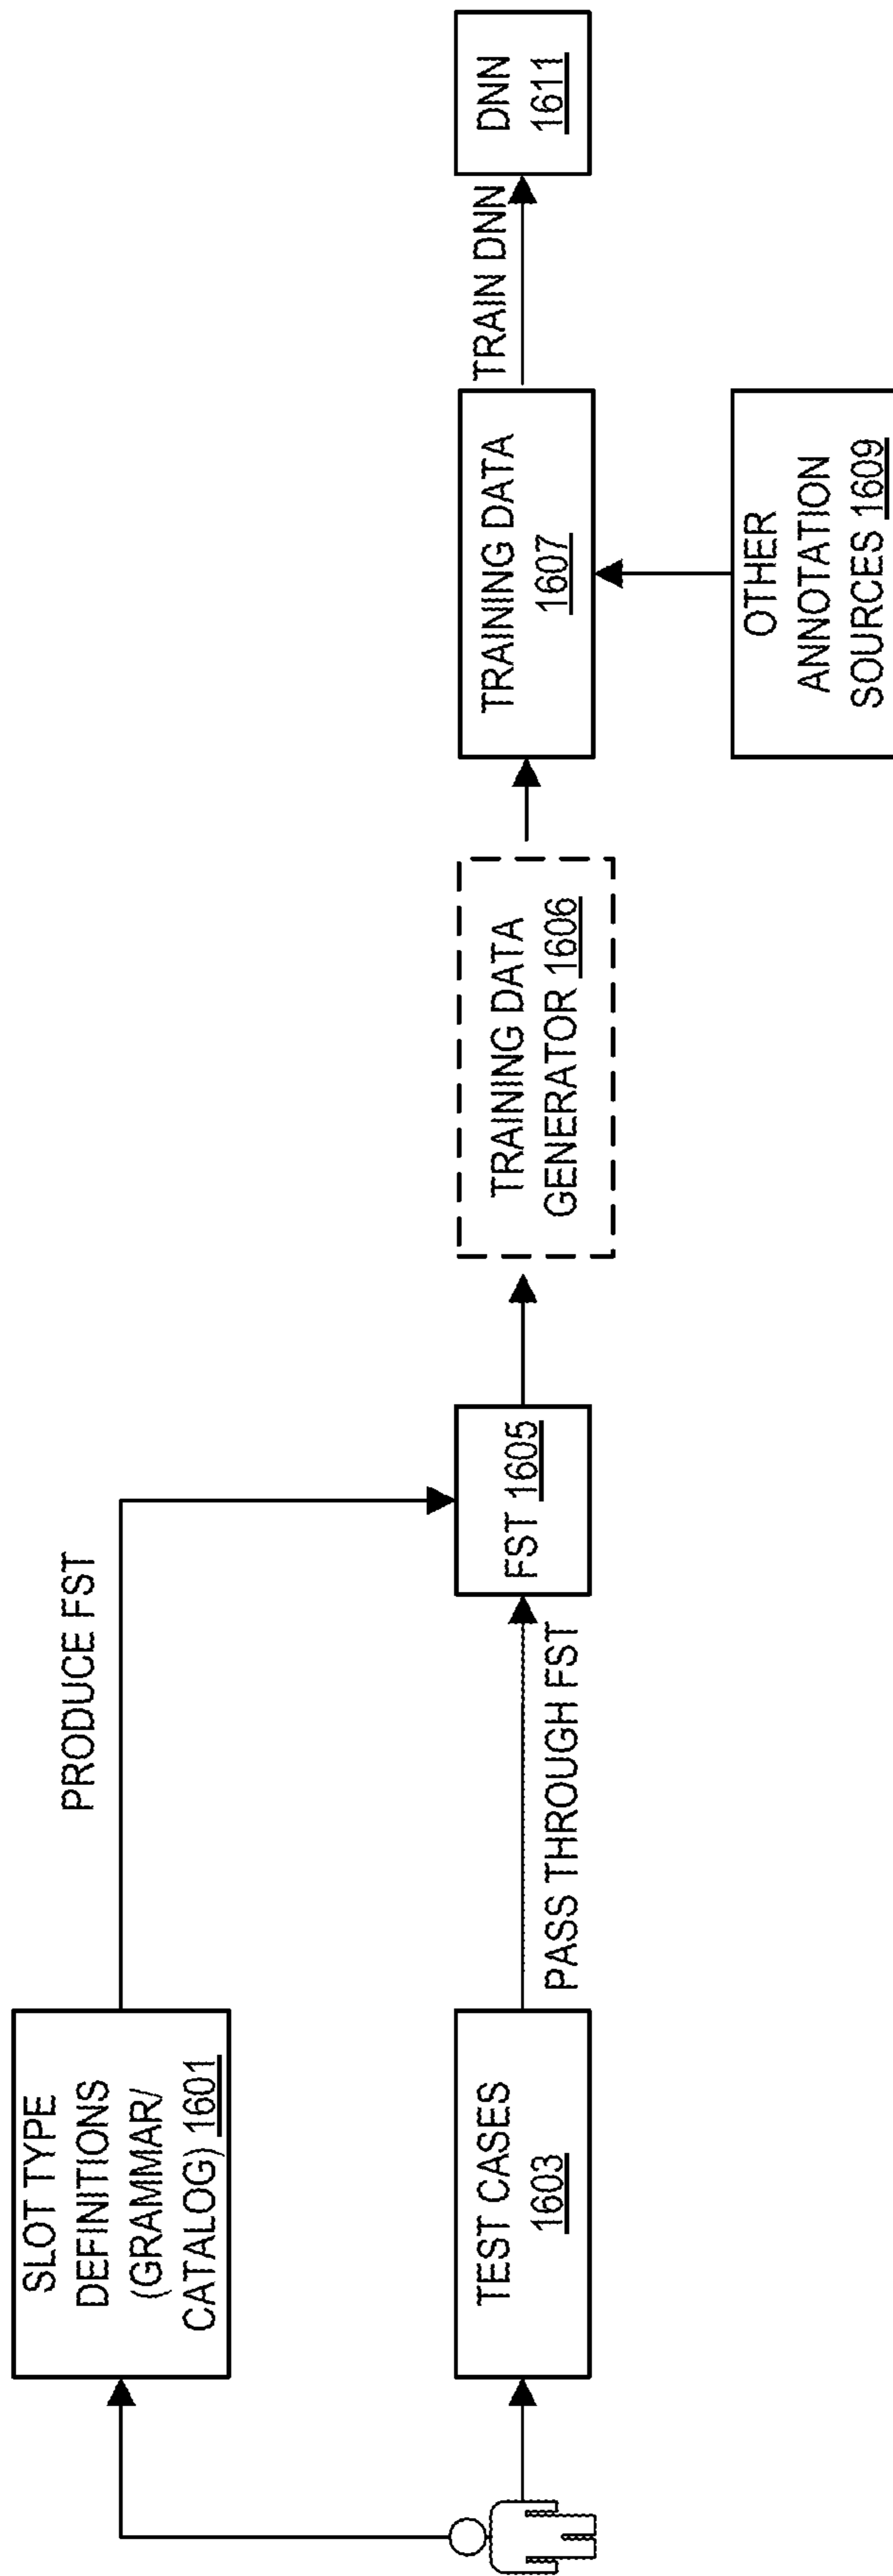 SLOT TYPE
DEFINITIONS
(GRAMMAR/
CATALOG) 1601
PRODUCE FST
TEST CASES
1603
PASS THROUGH FST
FST 1605
TRAINING DATA
GENERATOR 1606
TRAINING DATA
1607
TRAIN DNN
DNN
1611
OTHER
ANNOTATION
SOURCES 1609